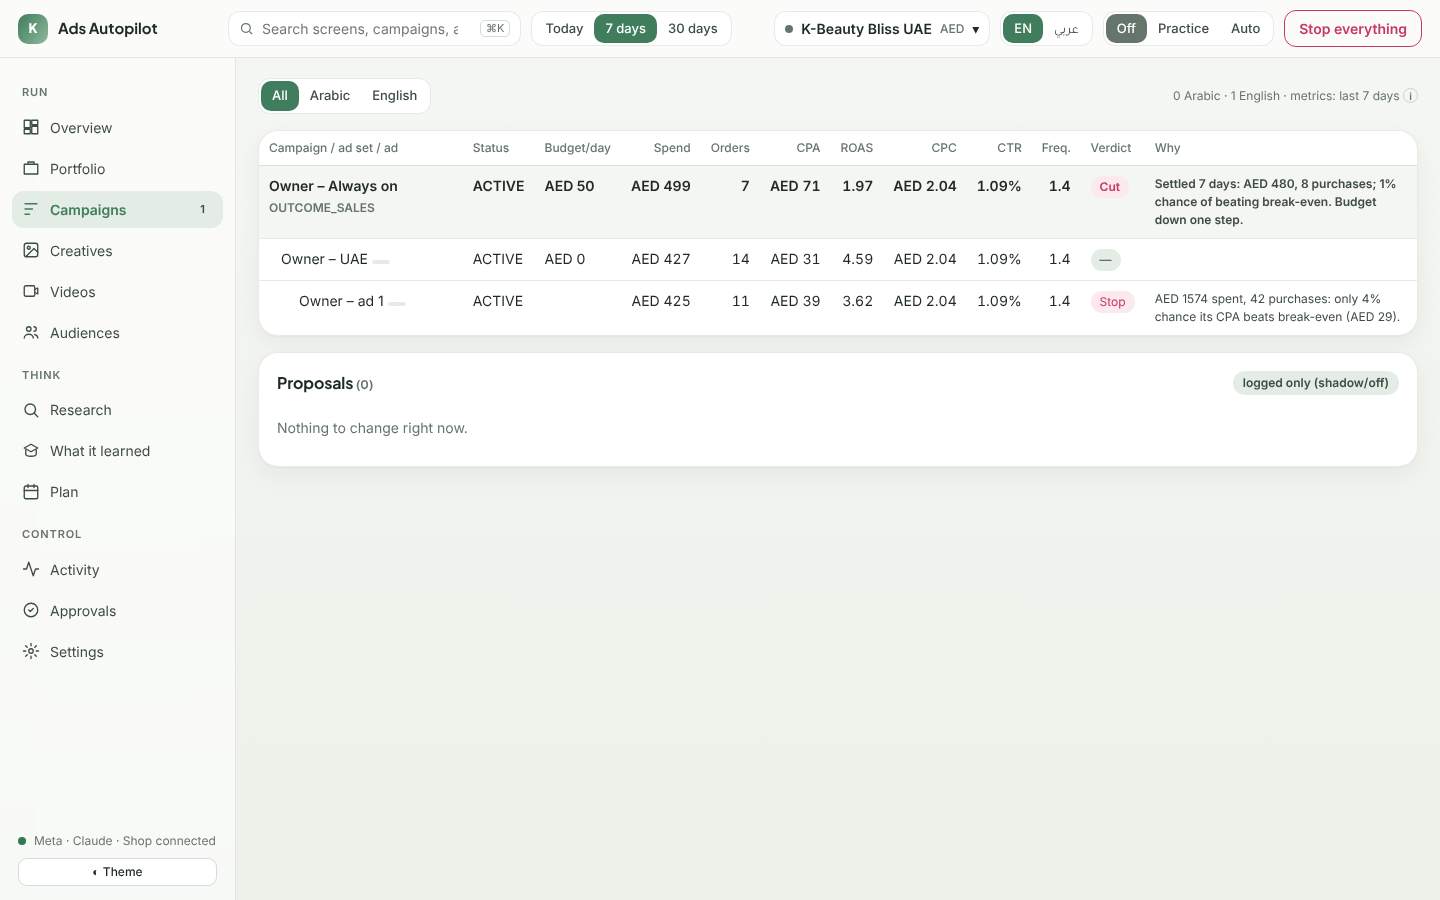 K Ads Autopilot
Search screens, campaigns, a ⌘K
Today 7 days 30 days
K-Beauty Bliss UAE AED ▾
EN عربي
Off Practice Auto
Stop everything
RUN
Overview
Portfolio
Campaigns 1
Creatives
Videos
Audiences
THINK
Research
What it learned
Plan
CONTROL
Activity
Approvals
Settings
Meta · Claude · Shop connected
Theme
All Arabic English
0 Arabic · 1 English · metrics: last 7 days i
Campaign / ad set / ad Status Budget/day Spend Orders CPA ROAS CPC CTR Freq. Verdict Why
Owner – Always on ACTIVE AED 50 AED 499 7 AED 71 1.97 AED 2.04 1.09% 1.4 Cut Settled 7 days: AED 480, 8 purchases; 1%
OUTCOME_SALES chance of beating break-even. Budget
down one step.
Owner – UAE ACTIVE AED 0 AED 427 14 AED 31 4.59 AED 2.04 1.09% 1.4 —
Owner – ad 1 ACTIVE AED 425 11 AED 39 3.62 AED 2.04 1.09% 1.4 Stop AED 1574 spent, 42 purchases: only 4%
chance its CPA beats break-even (AED 29).
Proposals (0) logged only (shadow/off)
Nothing to change right now.